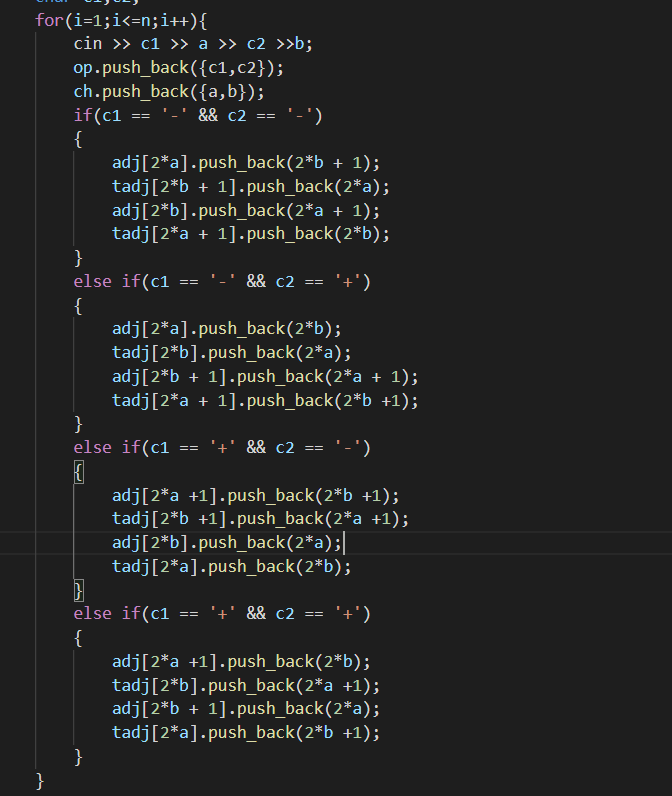 char c1,c2;
for(i=1;i<=n;i++){
cin >> c1 >> a >> c2 >>b;
op.push_back({c1,c2});
ch.push_back({a,b});
if(c1 == '-' && c2 == '-')
{
adj[2*a].push_back(2*b + 1);
tadj[2*b + 1].push_back(2*a);
adj[2*b].push_back(2*a + 1);
tadj[2*a + 1].push_back(2*b);
}
else if(c1 == '-' && c2 == '+')
{
adj[2*a].push_back(2*b);
tadj[2*b].push_back(2*a);
adj[2*b + 1].push_back(2*a + 1);
tadj[2*a + 1].push_back(2*b +1);
}
else if(c1 == '+' && c2 == '-')
{
adj[2*a +1].push_back(2*b +1);
tadj[2*b +1].push_back(2*a +1);
adj[2*b].push_back(2*a);
tadj[2*a].push_back(2*b);
}
else if(c1 == '+' && c2 == '+')
{
adj[2*a +1].push_back(2*b);
tadj[2*b].push_back(2*a +1);
adj[2*b + 1].push_back(2*a);
tadj[2*a].push_back(2*b +1);
}
}